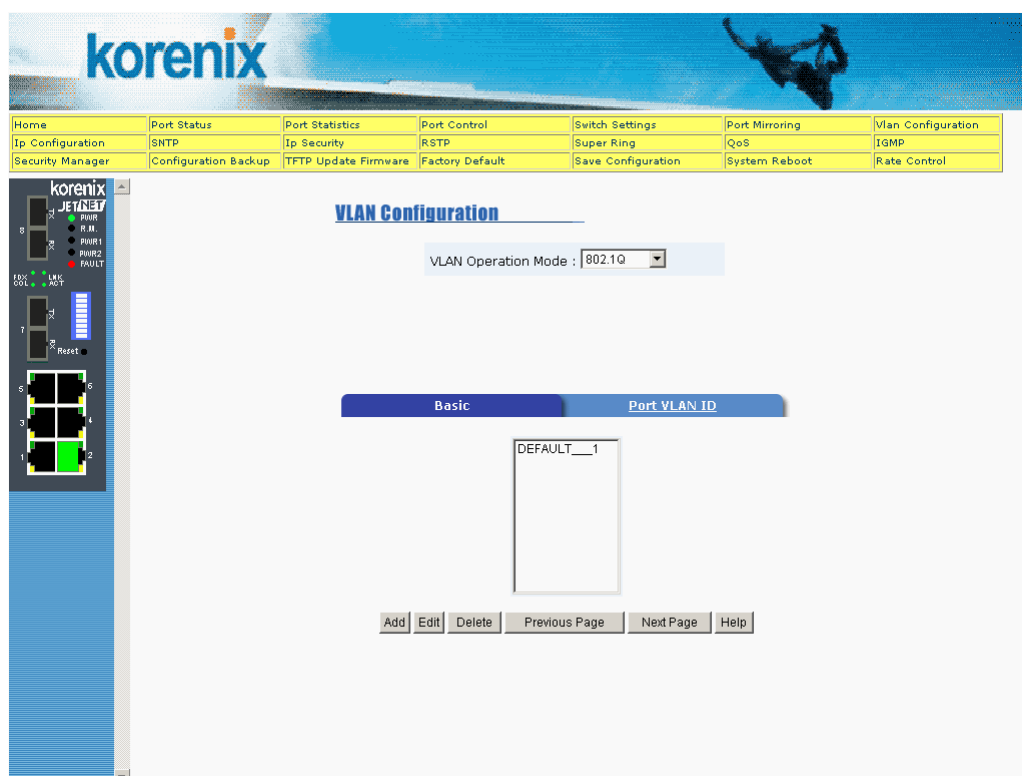 korenix
Home Port Status Port Statistics Port Control Switch Settings Port Mirroring Vlan Configuration
Ip Configuration SNTP Ip Security RSTP Super Ring QoS IGMP
Security Manager Configuration Backup TFTP Update Firmware Factory Default Save Configuration System Reboot Rate Control
korenix
JETNET
PWR
R.M.
PWR1
PWR2
FAULT
8
TX
RX
FDX LNK
COL ACT
7
TX
RX
Reset
5 6
3 4
1 2
VLAN Configuration
VLAN Operation Mode : 802.1Q
Basic Port VLAN ID
DEFAULT___1
Add Edit Delete Previous Page Next Page Help